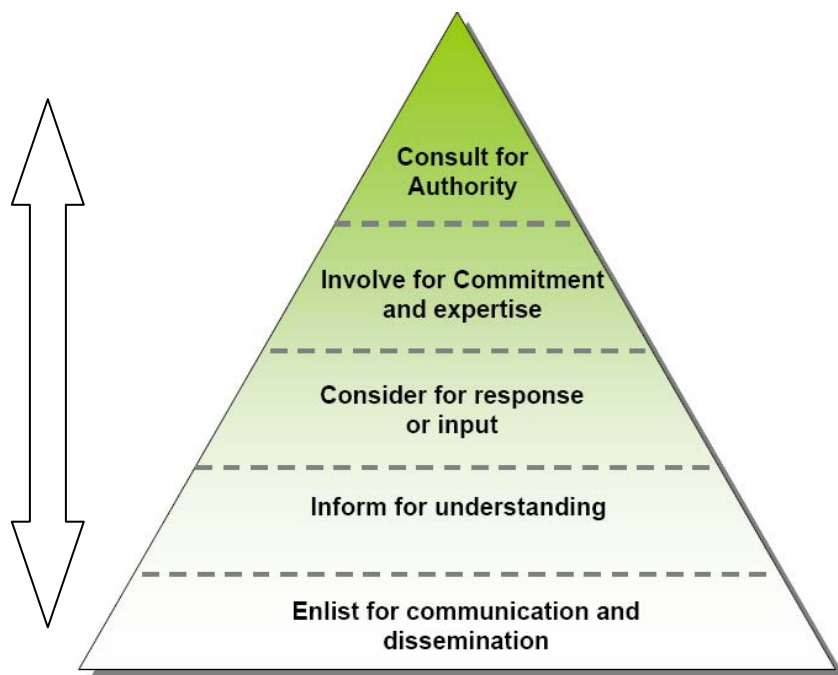 Consult for
Authority
Involve for Commitment
and expertise
Consider for response
or input
Inform for understanding
Enlist for communication and
dissemination